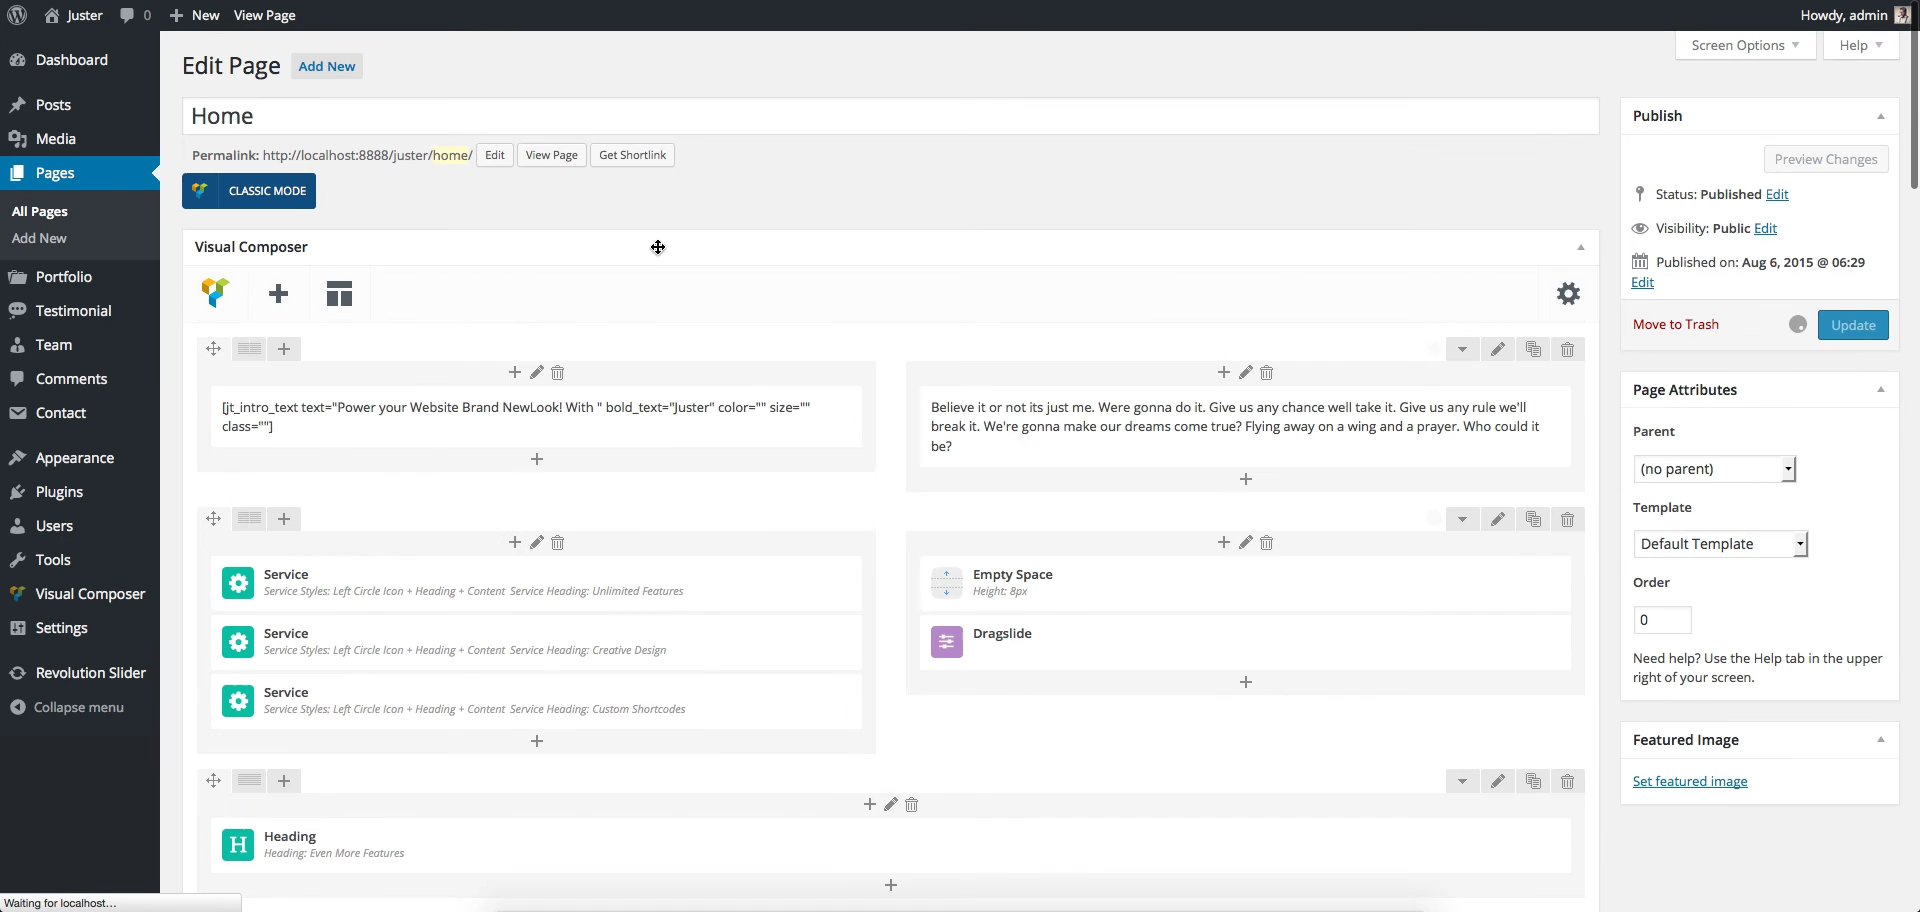 Juster
0
New
View Page
Howdy, admin
Screen Options
Help
Dashboard
Posts
Media
Pages
All Pages
Add New
Portfolio
Testimonial
Team
Comments
Contact
Appearance
Plugins
Users
Tools
Visual Composer
Settings
Revolution Slider
Collapse menu
Waiting for localhost...
Edit Page
Add New
Home
Permalink: http://localhost:8888/juster/home/
Edit
View Page
Get Shortlink
CLASSIC MODE
Visual Composer
[jt_intro_text text="Power your Website Brand NewLook! With " bold_text="Juster" color="" size=""
class=""]
Believe it or not its just me. Were gonna do it. Give us any chance well take it. Give us any rule we'll
break it. We're gonna make our dreams come true? Flying away on a wing and a prayer. Who could it
be?
Service
Service Styles: Left Circle Icon + Heading + Content Service Heading: Unlimited Features
Service
Service Styles: Left Circle Icon + Heading + Content Service Heading: Creative Design
Service
Service Styles: Left Circle Icon + Heading + Content Service Heading: Custom Shortcodes
Empty Space
Height: 8px
Dragslide
H
Heading
Heading: Even More Features
Publish
Preview Changes
Status: Published Edit
Visibility: Public Edit
Published on: Aug 6, 2015 @ 06:29
Edit
Move to Trash
Update
Page Attributes
Parent
(no parent)
Template
Default Template
Order
0
Need help? Use the Help tab in the upper
right of your screen.
Featured Image
Set featured image